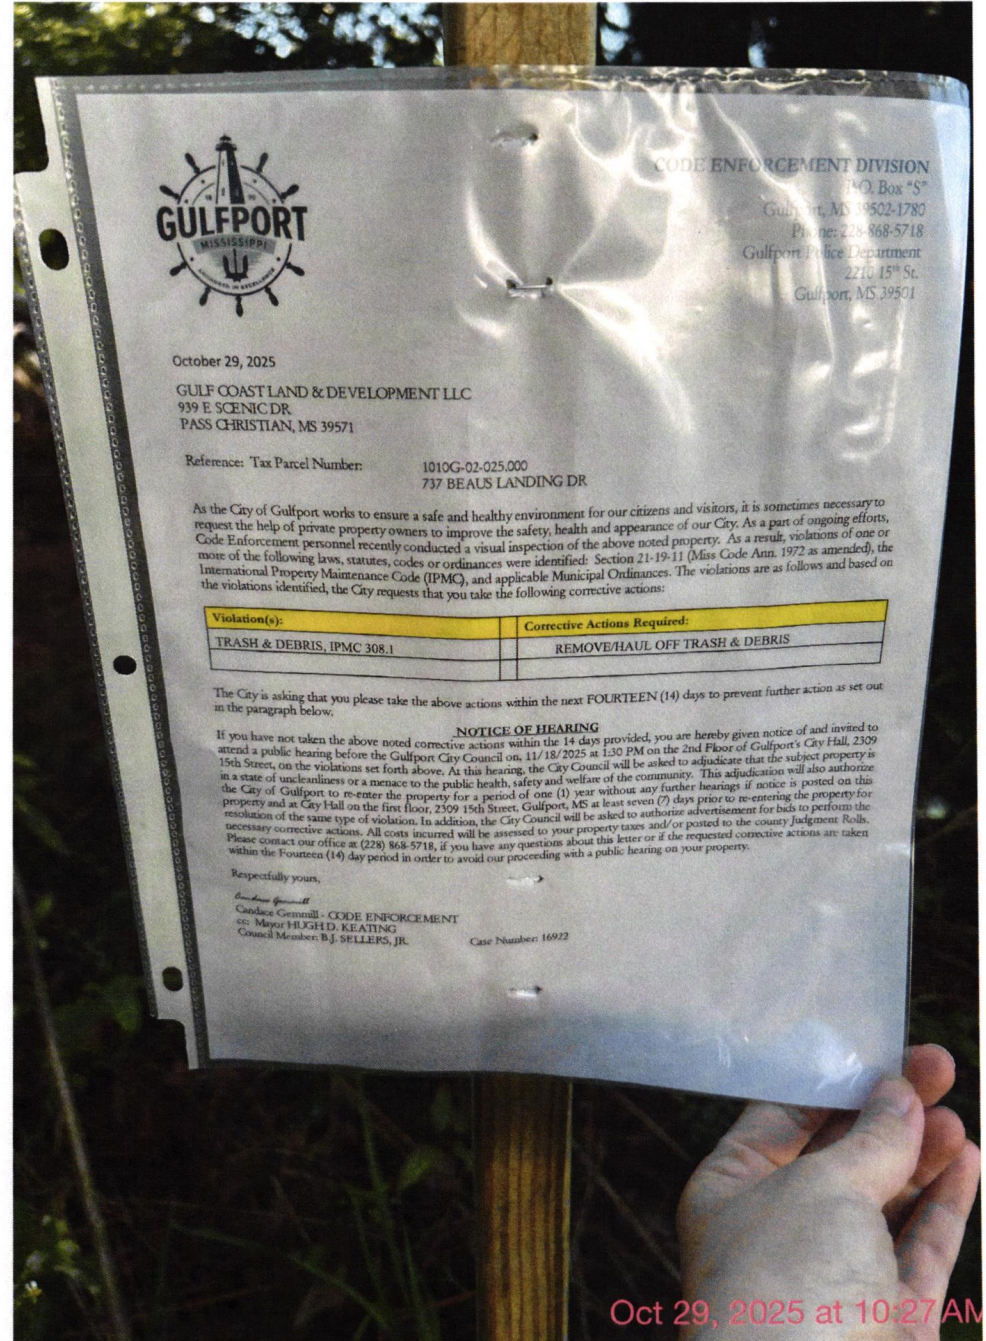 GULFPORT
MISSISSIPPI
CODE ENFORCEMENT DIVISION
P.O. Box "S"
Gulfport, MS 39502-1780
Phone: 228-868-5718
Gulfport Police Department
2210 15th St.
Gulfport, MS 39501
October 29, 2025
GULF COAST LAND & DEVELOPMENT LLC
939 E SCENIC DR
PASS CHRISTIAN, MS 39571
Reference: Tax Parcel Number: 1010G-02-025.000
737 BEAUS LANDING DR
As the City of Gulfport works to ensure a safe and healthy environment for our citizens and visitors, it is sometimes necessary to
request the help of private property owners to improve the safety, health and appearance of our City. As a part of ongoing efforts,
Code Enforcement personnel recently conducted a visual inspection of the above noted property. As a result, violations of one or
more of the following laws, statutes, codes or ordinances were identified: Section 21-19-11 (Miss Code Ann. 1972 as amended), the
International Property Maintenance Code (IPMC), and applicable Municipal Ordinances. The violations are as follows and based on
the violations identified, the City requests that you take the following corrective actions:
Violation(s): Corrective Actions Required:
TRASH & DEBRIS, IPMC 308.1 REMOVE/HAUL OFF TRASH & DEBRIS
The City is asking that you please take the above actions within the next FOURTEEN (14) days to prevent further action as set out
in the paragraph below.
NOTICE OF HEARING
If you have not taken the above noted corrective actions within the 14 days provided, you are hereby given notice of and invited to
attend a public hearing before the Gulfport City Council on, 11/18/2025 at 1:30 PM on the 2nd Floor of Gulfport's City Hall, 2309
15th Street, on the violations set forth above. At this hearing, the City Council will be asked to adjudicate that the subject property is
in a state of uncleanliness or a menace to the public health, safety and welfare of the community. This adjudication will also authorize
the City of Gulfport to re-enter the property for a period of one (1) year without any further hearings if notice is posted on this
property and at City Hall on the first floor, 2309 15th Street, Gulfport, MS at least seven (7) days prior to re-entering the property for
resolution of the same type of violation. In addition, the City Council will be asked to authorize advertisement for bids to perform the
necessary corrective actions. All costs incurred will be assessed to your property taxes and/or posted to the county Judgment Rolls.
Please contact our office at (228) 868-5718, if you have any questions about this letter or if the requested corrective actions are taken
within the Fourteen (14) day period in order to avoid our proceeding with a public hearing on your property.
Respectfully yours,
Candace Gemmill
Candace Gemmill - CODE ENFORCEMENT
cc: Mayor HUGH D. KEATING
Council Member: B.J. SELLERS, JR. Case Number: 16922
Oct 29, 2025 at 10:27 AM